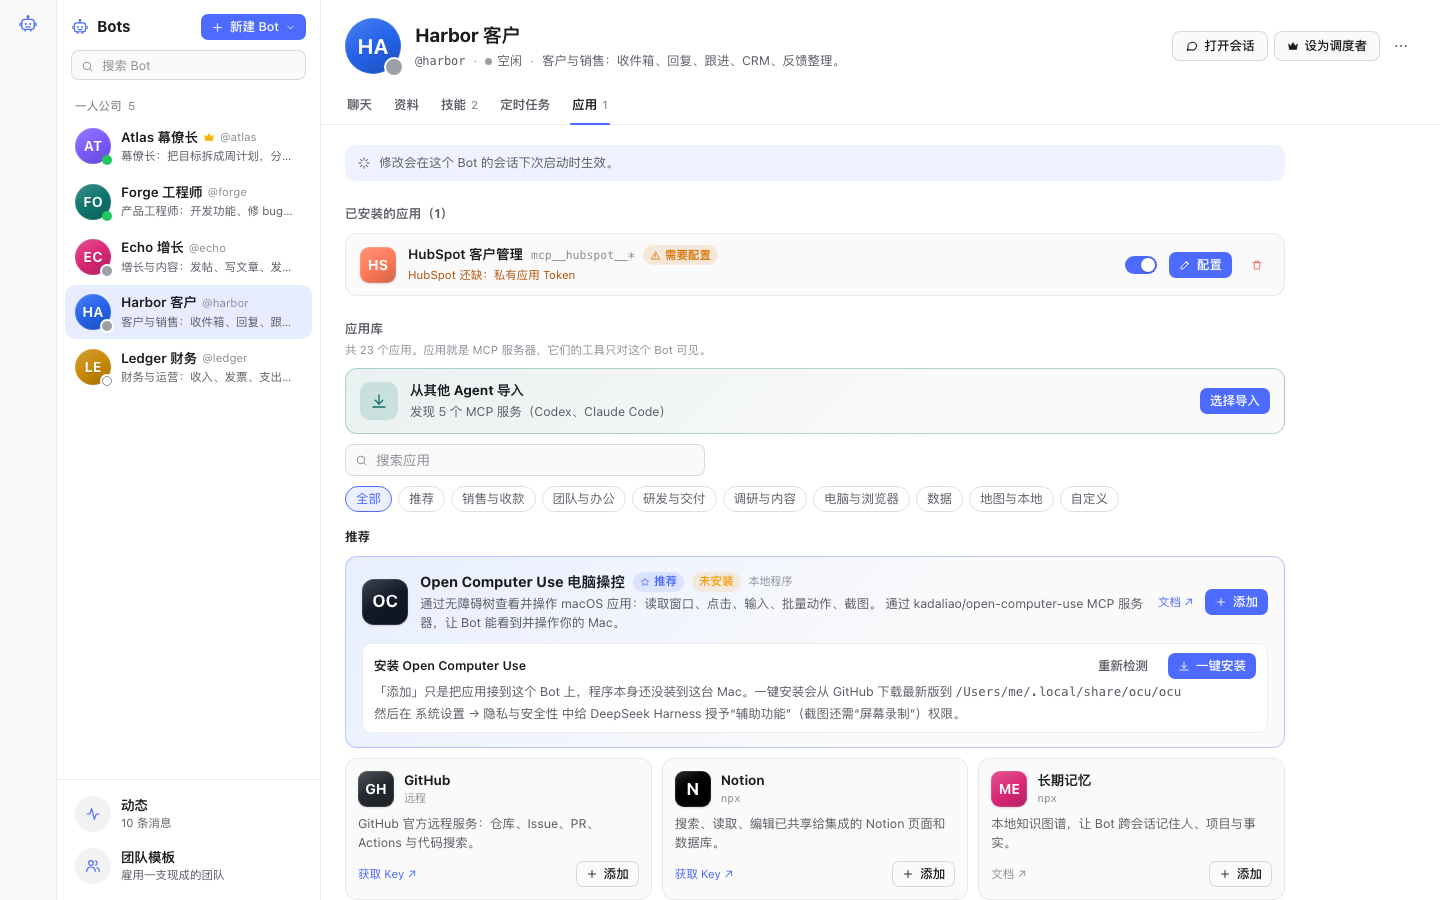 Bots
新建 Bot
搜索 Bot
一人公司 5
AT
Atlas 幕僚长 @atlas
幕僚长：把目标拆成周计划，分...
FO
Forge 工程师 @forge
产品工程师：开发功能、修 bug...
EC
Echo 增长 @echo
增长与内容：发帖、写文章、发...
HA
Harbor 客户 @harbor
客户与销售：收件箱、回复、跟...
LE
Ledger 财务 @ledger
财务与运营：收入、发票、支出...
动态
10 条消息
团队模板
雇用一支现成的团队
HA
Harbor 客户
@harbor · 空闲 · 客户与销售：收件箱、回复、跟进、CRM、反馈整理。
打开会话
设为调度者
···
聊天 资料 技能 2 定时任务 应用 1
修改会在这个 Bot 的会话下次启动时生效。
已安装的应用（1）
HS
HubSpot 客户管理 mcp__hubspot__* 需要配置
HubSpot 还缺：私有应用 Token
配置
应用库
共 23 个应用。应用就是 MCP 服务器，它们的工具只对这个 Bot 可见。
从其他 Agent 导入
发现 5 个 MCP 服务（Codex、Claude Code）
选择导入
搜索应用
全部 推荐 销售与收款 团队与办公 研发与交付 调研与内容 电脑与浏览器 数据 地图与本地 自定义
推荐
OC
Open Computer Use 电脑操控 推荐 未安装 本地程序
通过无障碍树查看并操作 macOS 应用：读取窗口、点击、输入、批量动作、截图。 通过 kadaliao/open-computer-use MCP 服务
器，让 Bot 能看到并操作你的 Mac。
文档 ↗
添加
安装 Open Computer Use
重新检测
一键安装
「添加」只是把应用接到这个 Bot 上，程序本身还没装到这台 Mac。一键安装会从 GitHub 下载最新版到 /Users/me/.local/share/ocu/ocu
然后在 系统设置 → 隐私与安全性 中给 DeepSeek Harness 授予“辅助功能”（截图还需“屏幕录制”）权限。
GH
GitHub
远程
GitHub 官方远程服务：仓库、Issue、PR、
Actions 与代码搜索。
获取 Key ↗
添加
N
Notion
npx
搜索、读取、编辑已共享给集成的 Notion 页面和
数据库。
获取 Key ↗
添加
ME
长期记忆
npx
本地知识图谱，让 Bot 跨会话记住人、项目与事
实。
文档 ↗
添加